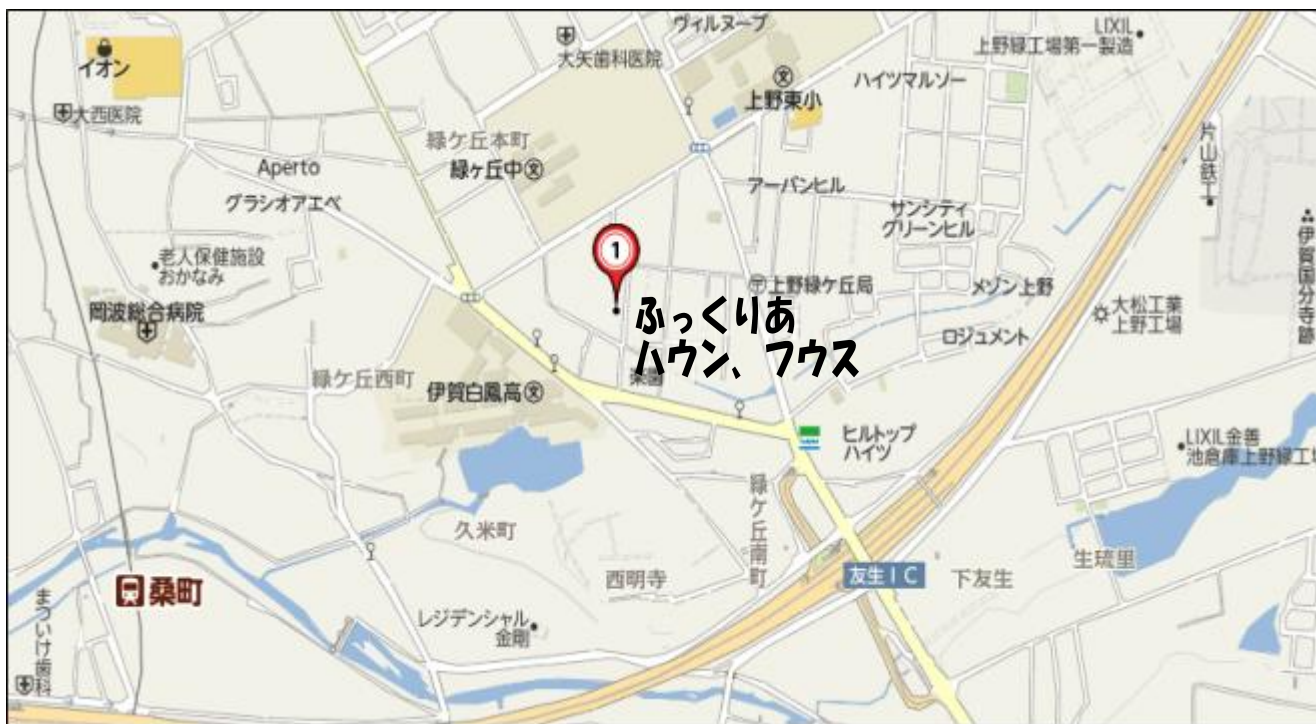 ヴィルヌーブ
LIXIL
上野緑工場第一製造
イオン
大矢歯科医院
上野東小
ハイツマルソー
大西医院
緑ケ丘本町
緑ヶ丘中
片山鉄工
Aperto
アーバンヒル
グラシオアエベ
サンシティ
グリーンヒル
伊賀国分寺跡
1
老人保健施設
おかなみ
上野緑ケ丘局
メゾン上野
岡波総合病院
ふっくりあ
ハウン、フウス
大松工業
上野工場
ロジュメント
緑ケ丘西町
伊賀白鳳高
楽園
ヒルトップ
ハイツ
LIXIL金善
池倉庫上野緑工場
緑ケ丘南町
久米町
生琉里
桑町
西明寺
友生IC
下友生
まついけ歯科
レジデンシャル
金剛